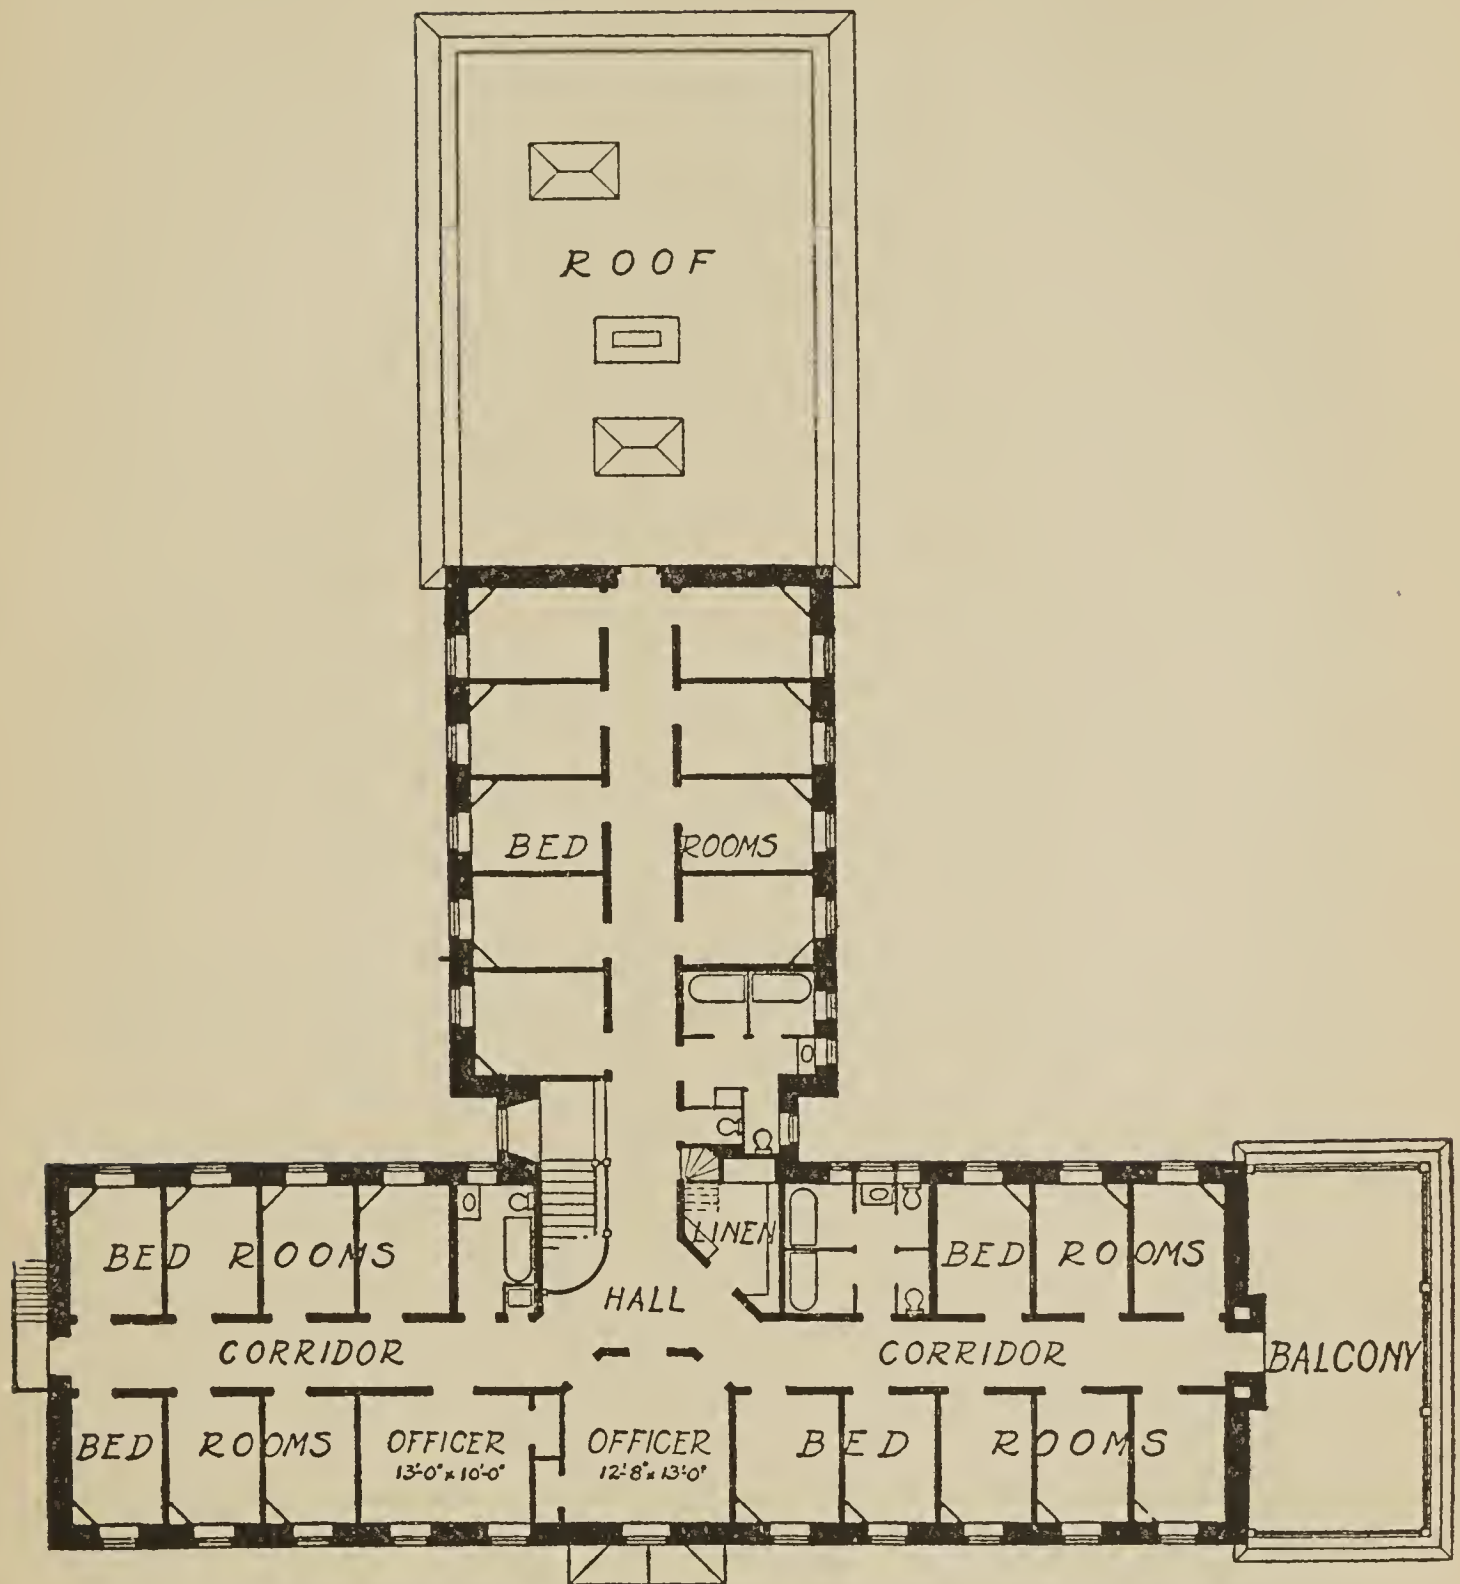 ROOF
BED ROOMS
BED ROOMS
LINEN
BED ROOMS
HALL
CORRIDOR
CORRIDOR
BALCONY
BED ROOMS
OFFICER
13'-0" x 10'-0"
OFFICER
12'-8" x 13'-0"
BED ROOMS